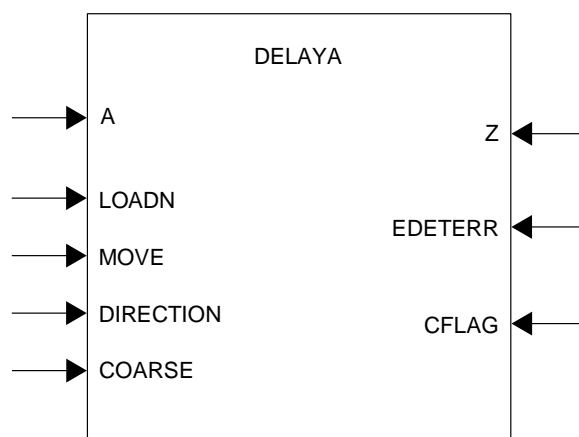 DELAYA
A
Z
LOADN
EDETERR
MOVE
DIRECTION
CFLAG
COARSE